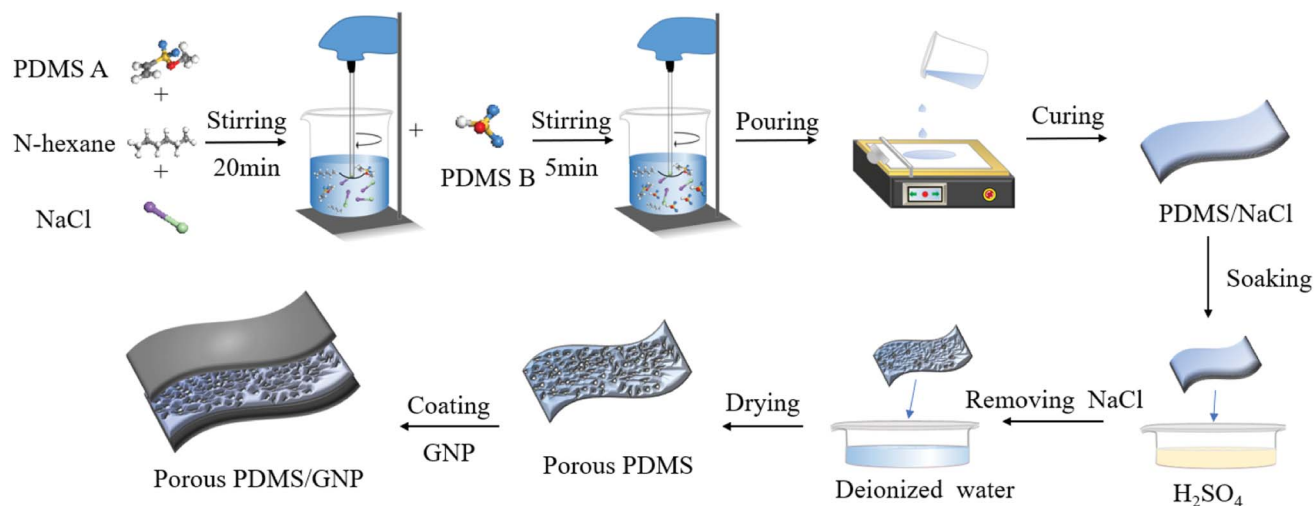 PDMS A
+
N-hexane
+
NaCl
Stirring
20min
+
PDMS B
Stirring
5min
Pouring
Curing
PDMS/NaCl
Soaking
H₂SO₄
Removing NaCl
Deionized water
Drying
Porous PDMS
Coating
GNP
Porous PDMS/GNP